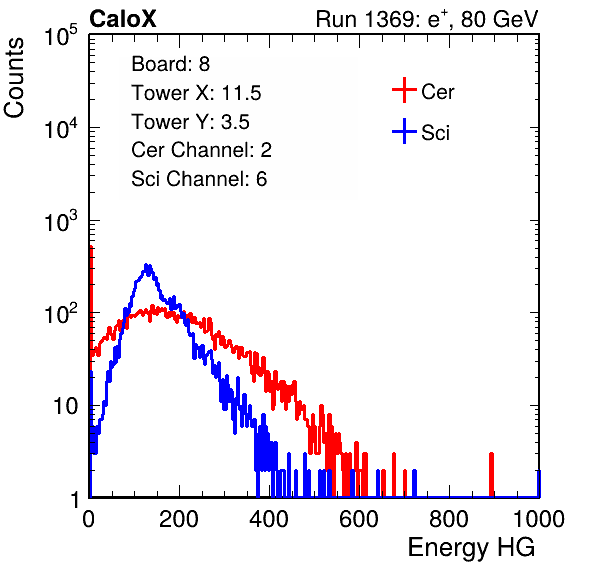 CaloX Run 1369: e⁺, 80 GeV
Counts
10⁵
10⁴
10³
10²
10
1
Board: 8
Tower X: 11.5
Tower Y: 3.5
Cer Channel: 2
Sci Channel: 6
Cer
Sci
0 200 400 600 800 1000
Energy HG